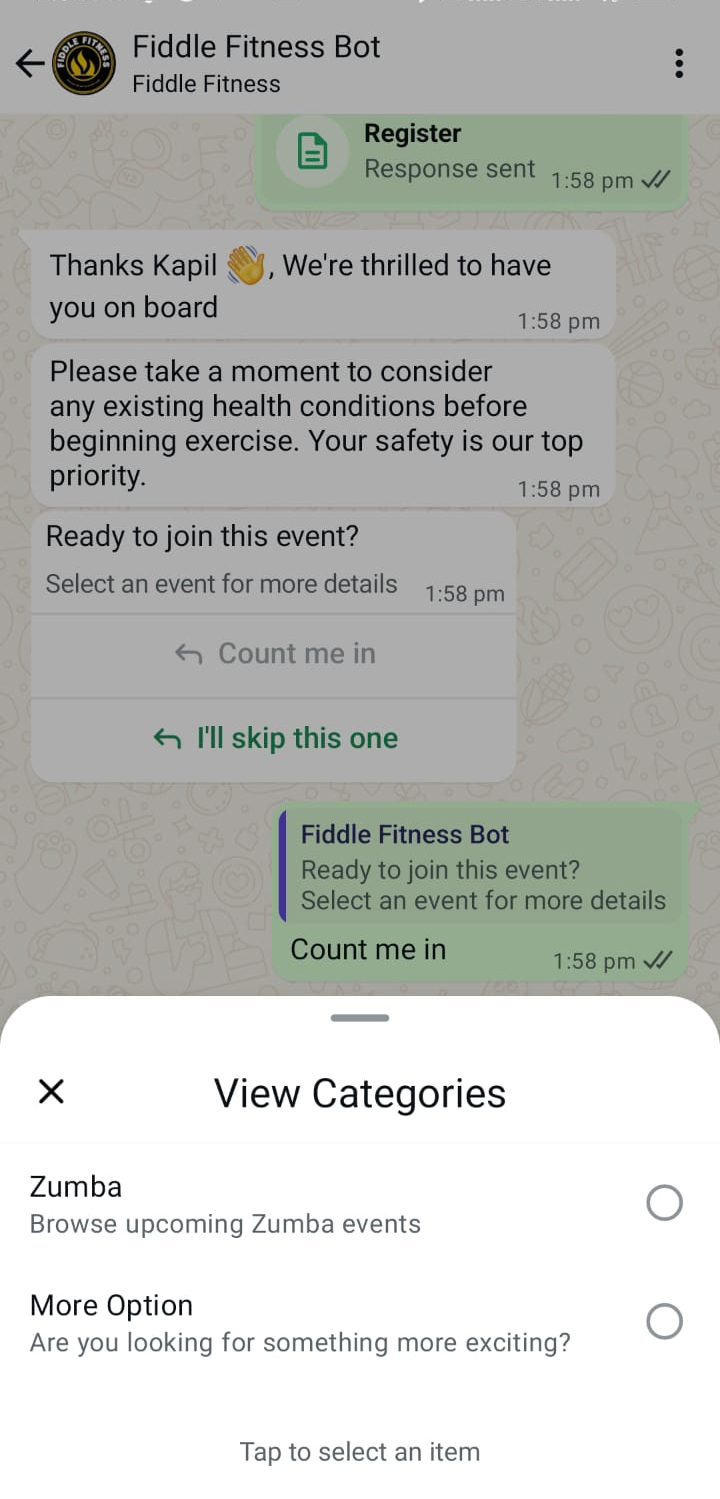 Fiddle Fitness Bot
Fiddle Fitness
FIDDLE FITNESS
Register
Response sent 1:58 pm
Thanks Kapil 👋, We're thrilled to have
you on board
1:58 pm
Please take a moment to consider
any existing health conditions before
beginning exercise. Your safety is our top
priority.
1:58 pm
Ready to join this event?
Select an event for more details 1:58 pm
Count me in
I'll skip this one
Fiddle Fitness Bot
Ready to join this event?
Select an event for more details
Count me in 1:58 pm
View Categories
Zumba
Browse upcoming Zumba events
More Option
Are you looking for something more exciting?
Tap to select an item